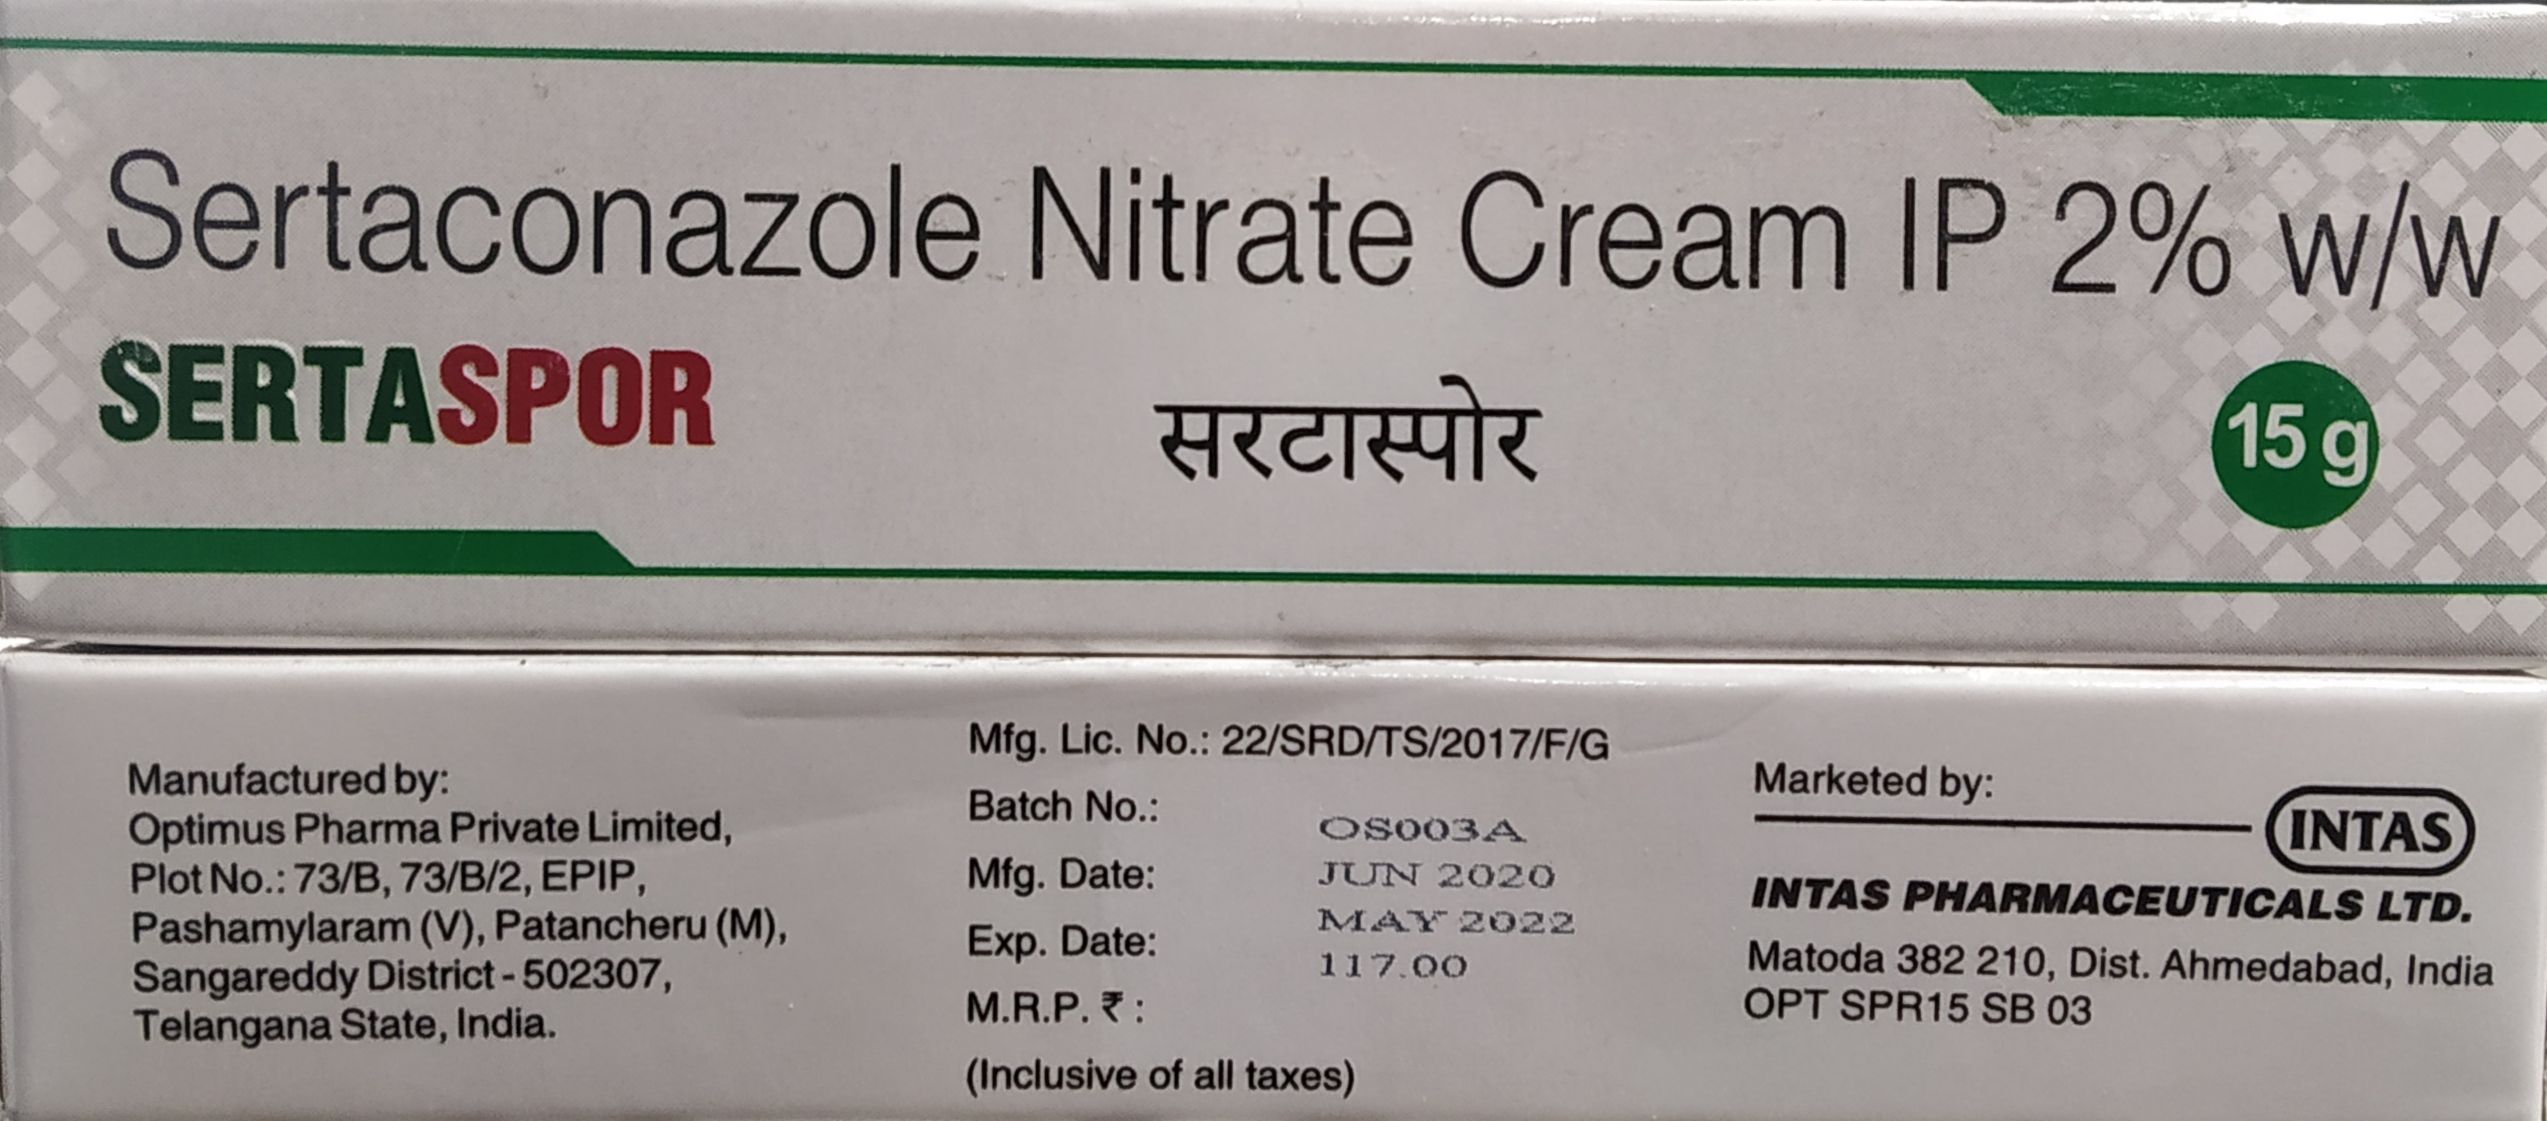 Sertaconazole Nitrate Cream IP 2% w/w
SERTASPOR
सरटास्पोर
15 g
Manufactured by:
Optimus Pharma Private Limited,
Plot No.: 73/B, 73/B/2, EPIP,
Pashamylaram (V), Patancheru (M),
Sangareddy District - 502307,
Telangana State, India.
Mfg. Lic. No.: 22/SRD/TS/2017/F/G
Batch No.: OS003A
Mfg. Date: JUN 2020
Exp. Date: MAY 2022
M.R.P. ₹ : 117.00
(Inclusive of all taxes)
Marketed by:
INTAS
INTAS PHARMACEUTICALS LTD.
Matoda 382 210, Dist. Ahmedabad, India
OPT SPR15 SB 03